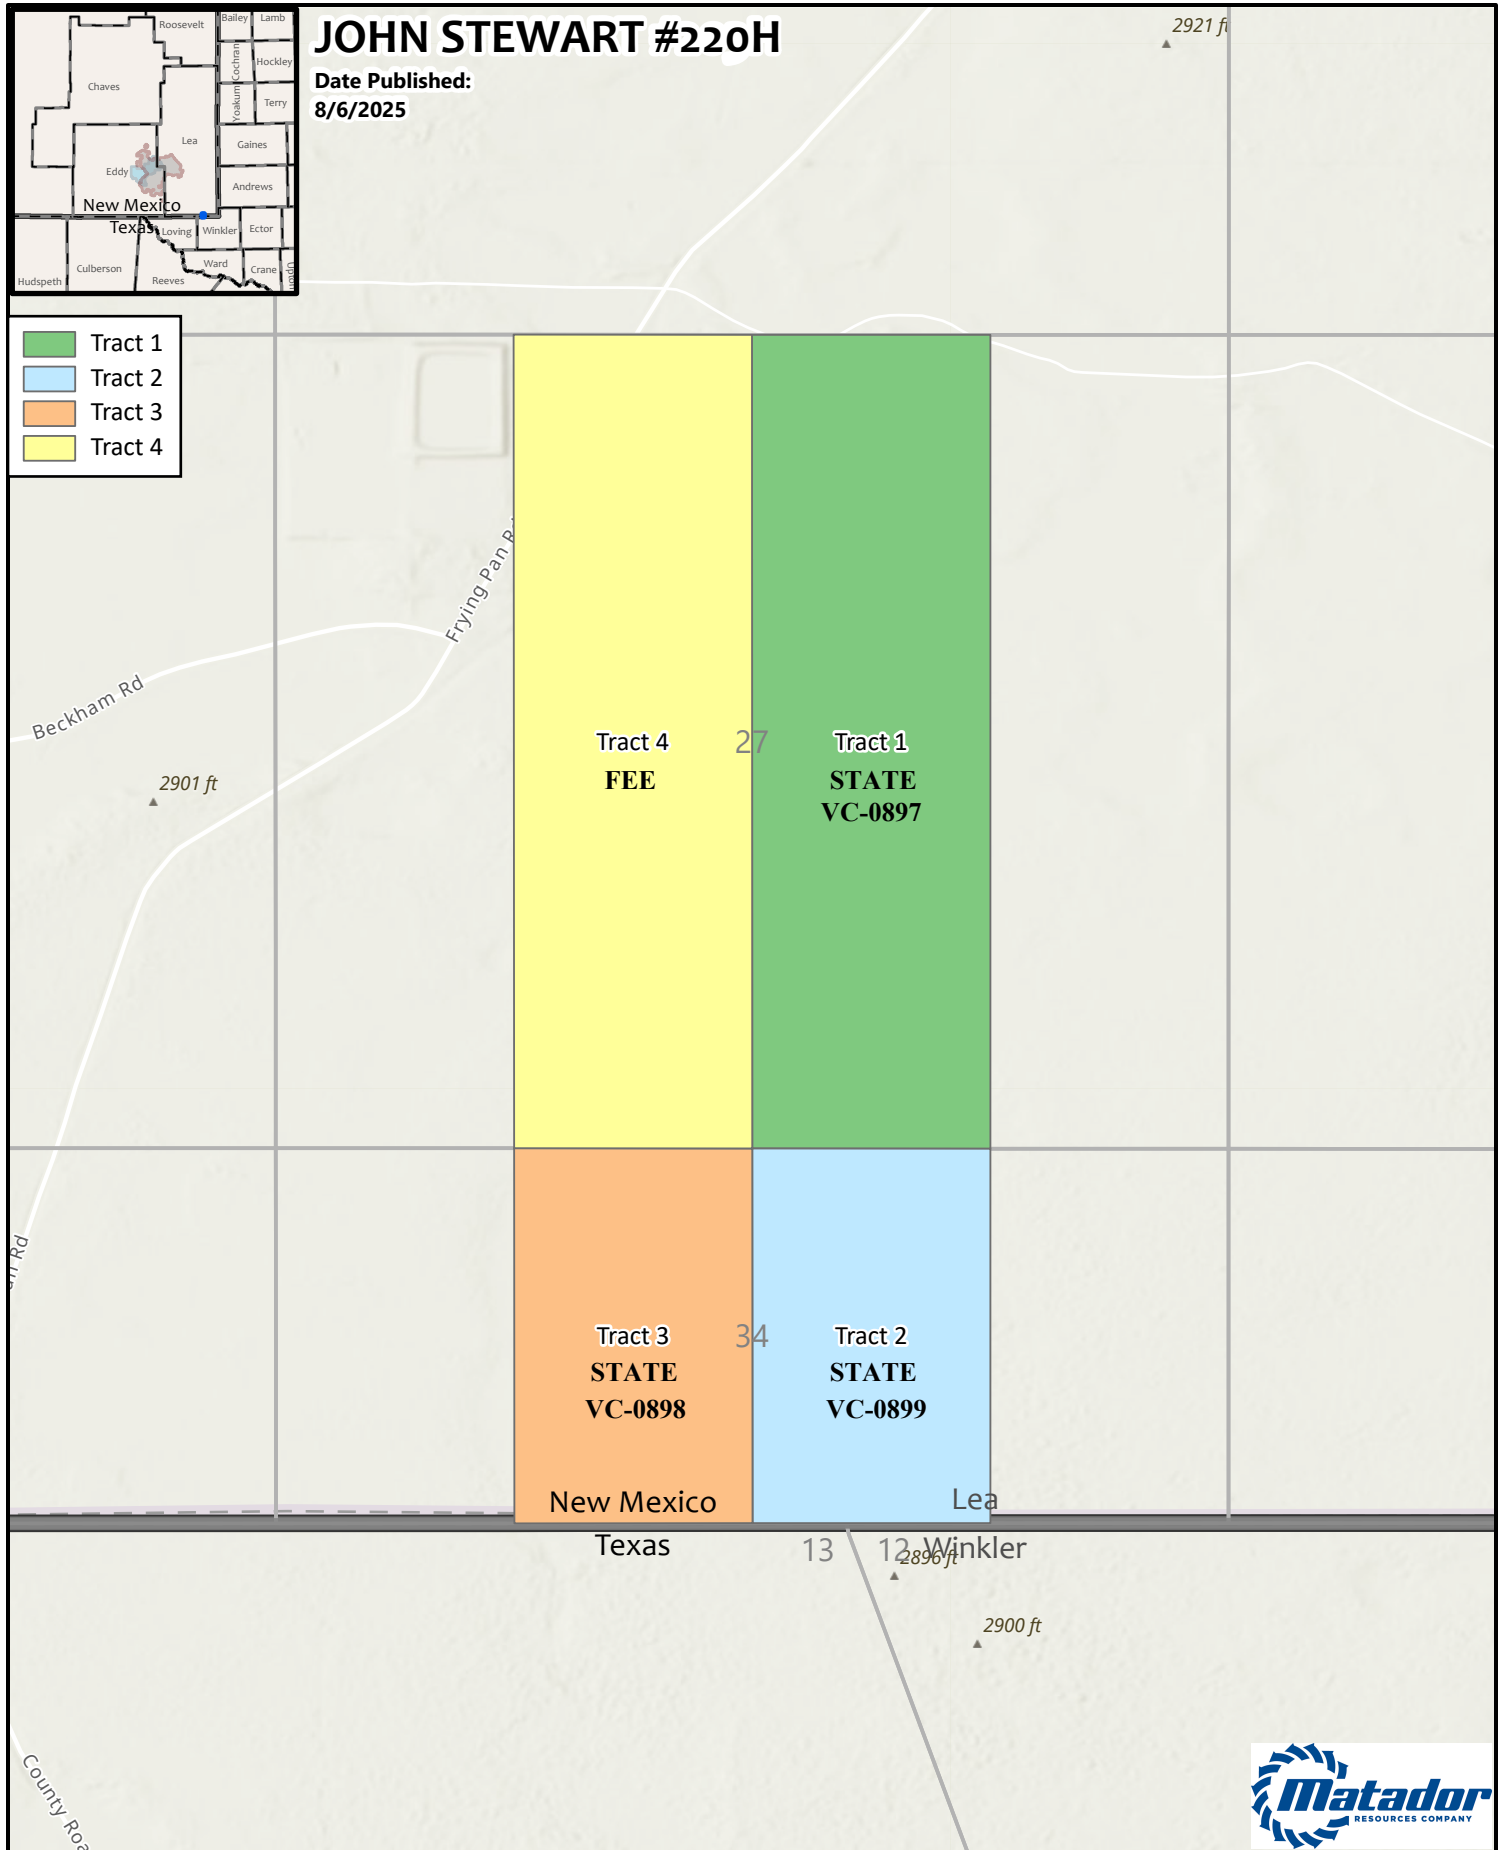 JOHN STEWART #220H
Date Published:
8/6/2025
Roosevelt
Bailey
Lamb
Cochran
Hockley
Chaves
Yoakum
Terry
Lea
Gaines
Eddy
Andrews
New Mexico
Texas
Loving
Winkler
Ector
Culberson
Ward
Crane
Upton
Hudspeth
Reeves
2921 ft
Tract 1
Tract 2
Tract 3
Tract 4
Frying Pan R
Beckham Rd
2901 ft
Tract 4
FEE
27
Tract 1
STATE
VC-0897
Rd
Tract 3
STATE
VC-0898
34
Tract 2
STATE
VC-0899
New Mexico
Lea
Texas
13
12
Winkler
2896 ft
2900 ft
County Roa
Matador
RESOURCES COMPANY